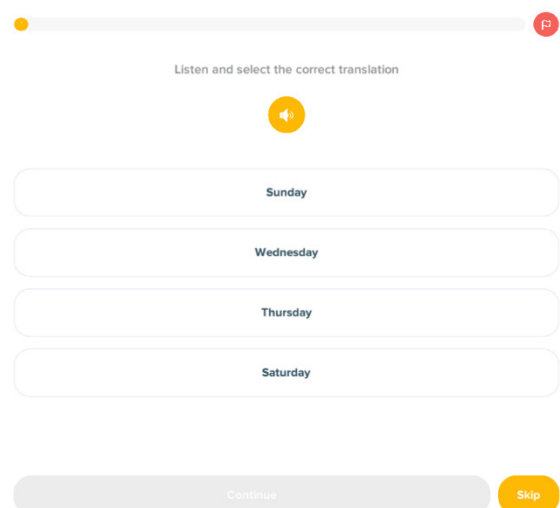 Listen and select the correct translation
Sunday
Wednesday
Thursday
Saturday
Continue
Skip